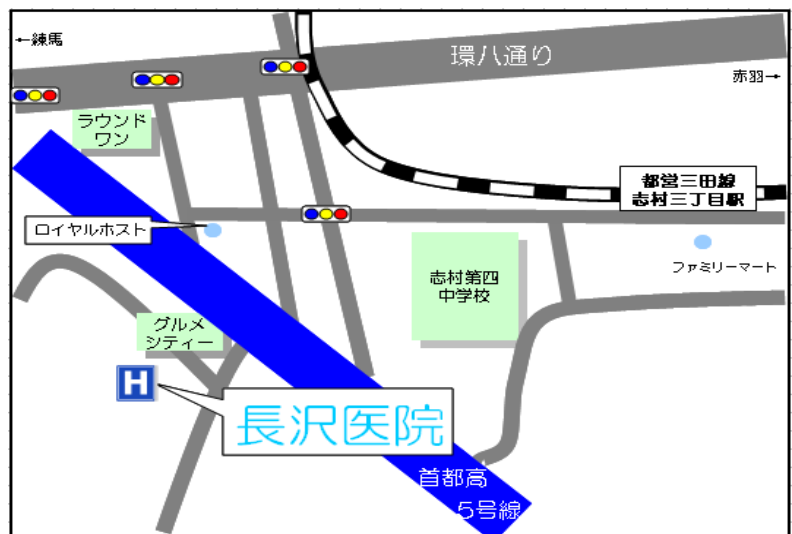 ←練馬
環八通り
赤羽→
ラウンド
ワン
都営三田線
志村三丁目駅
ロイヤルホスト
ファミリーマート
志村第四
中学校
グルメ
シティー
H
長沢医院
首都高
5号線